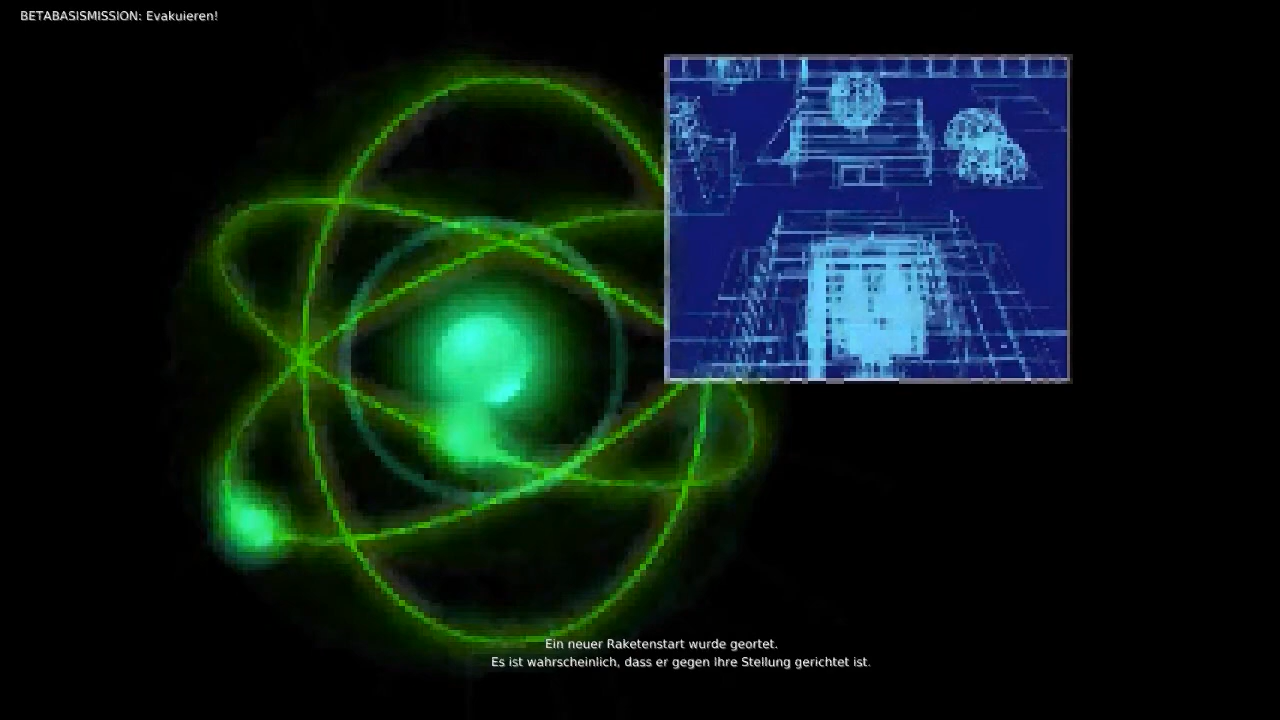 BETABASISMISSION: Evakuieren!
Ein neuer Raketenstart wurde geortet.
Es ist wahrscheinlich, dass er gegen Ihre Stellung gerichtet ist.